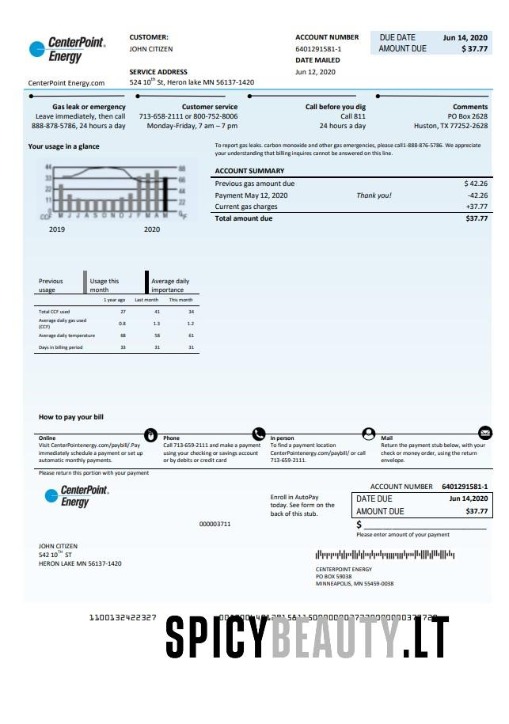 CenterPoint.
Energy
CenterPoint Energy.com
CUSTOMER:
JOHN CITIZEN
SERVICE ADDRESS
524 10th St, Heron lake MN 56137-1420
ACCOUNT NUMBER
6401291581-1
DATE MAILED
Jun 12, 2020
DUE DATE Jun 14, 2020
AMOUNT DUE $ 37.77
Gas leak or emergency
Leave immediately, then call
888-878-5786, 24 hours a day
Customer service
713-658-2111 or 800-752-8006
Monday-Friday, 7 am – 7 pm
Call before you dig
Call 811
24 hours a day
Comments
PO Box 2628
Huston, TX 77252-2628
Your usage in a glance
44
33
22
11
0
CCF M J J A S O N D J F M A M °F
88
66
44
22
2019 2020
To report gas leaks, carbon monoxide and other gas emergencies, please call1-888-876-5786. We appreciate
your understanding that billing inquires cannot be answered on this line.
ACCOUNT SUMMARY
Previous gas amount due $ 42.26
Payment May 12, 2020 Thank you! -42.26
Current gas charges +37.77
Total amount due $37.77
Previous usage
Usage this month
Average daily importance
1 year ago Last month This month
Total CCF used 27 41 36
Average daily gas used (CCF) 0.8 1.3 1.2
Average daily temperature 68 56 61
Days in billing period 33 31 31
How to pay your bill
Online
Visit CenterPointenergy.com/paybill/.Pay
immediately schedule a payment or set up
automatic monthly payments.
Phone
Call 713-659-2111 and make a payment
using your checking or savings account
or by debits or credit card
In person
To find a payment location
CenterPointenergy.com/paybill/ or call
713-659-2111.
Mail
Return the payment stub below, with your
check or money order, using the return
envelope.
Please return this portion with your payment
CenterPoint.
Energy
000003711
Enroll in AutoPay
today. See form on the
back of this stub.
ACCOUNT NUMBER 6401291581-1
DATE DUE Jun 14,2020
AMOUNT DUE $37.77
$
Please enter amount of your payment
JOHN CITIZEN
542 10TH ST
HERON LAKE MN 56137-1420
CENTERPOINT ENERGY
PO BOX 59038
MINNEAPOLIS, MN 55459-0038
1100132422327
SPICYBEAUTY.LT